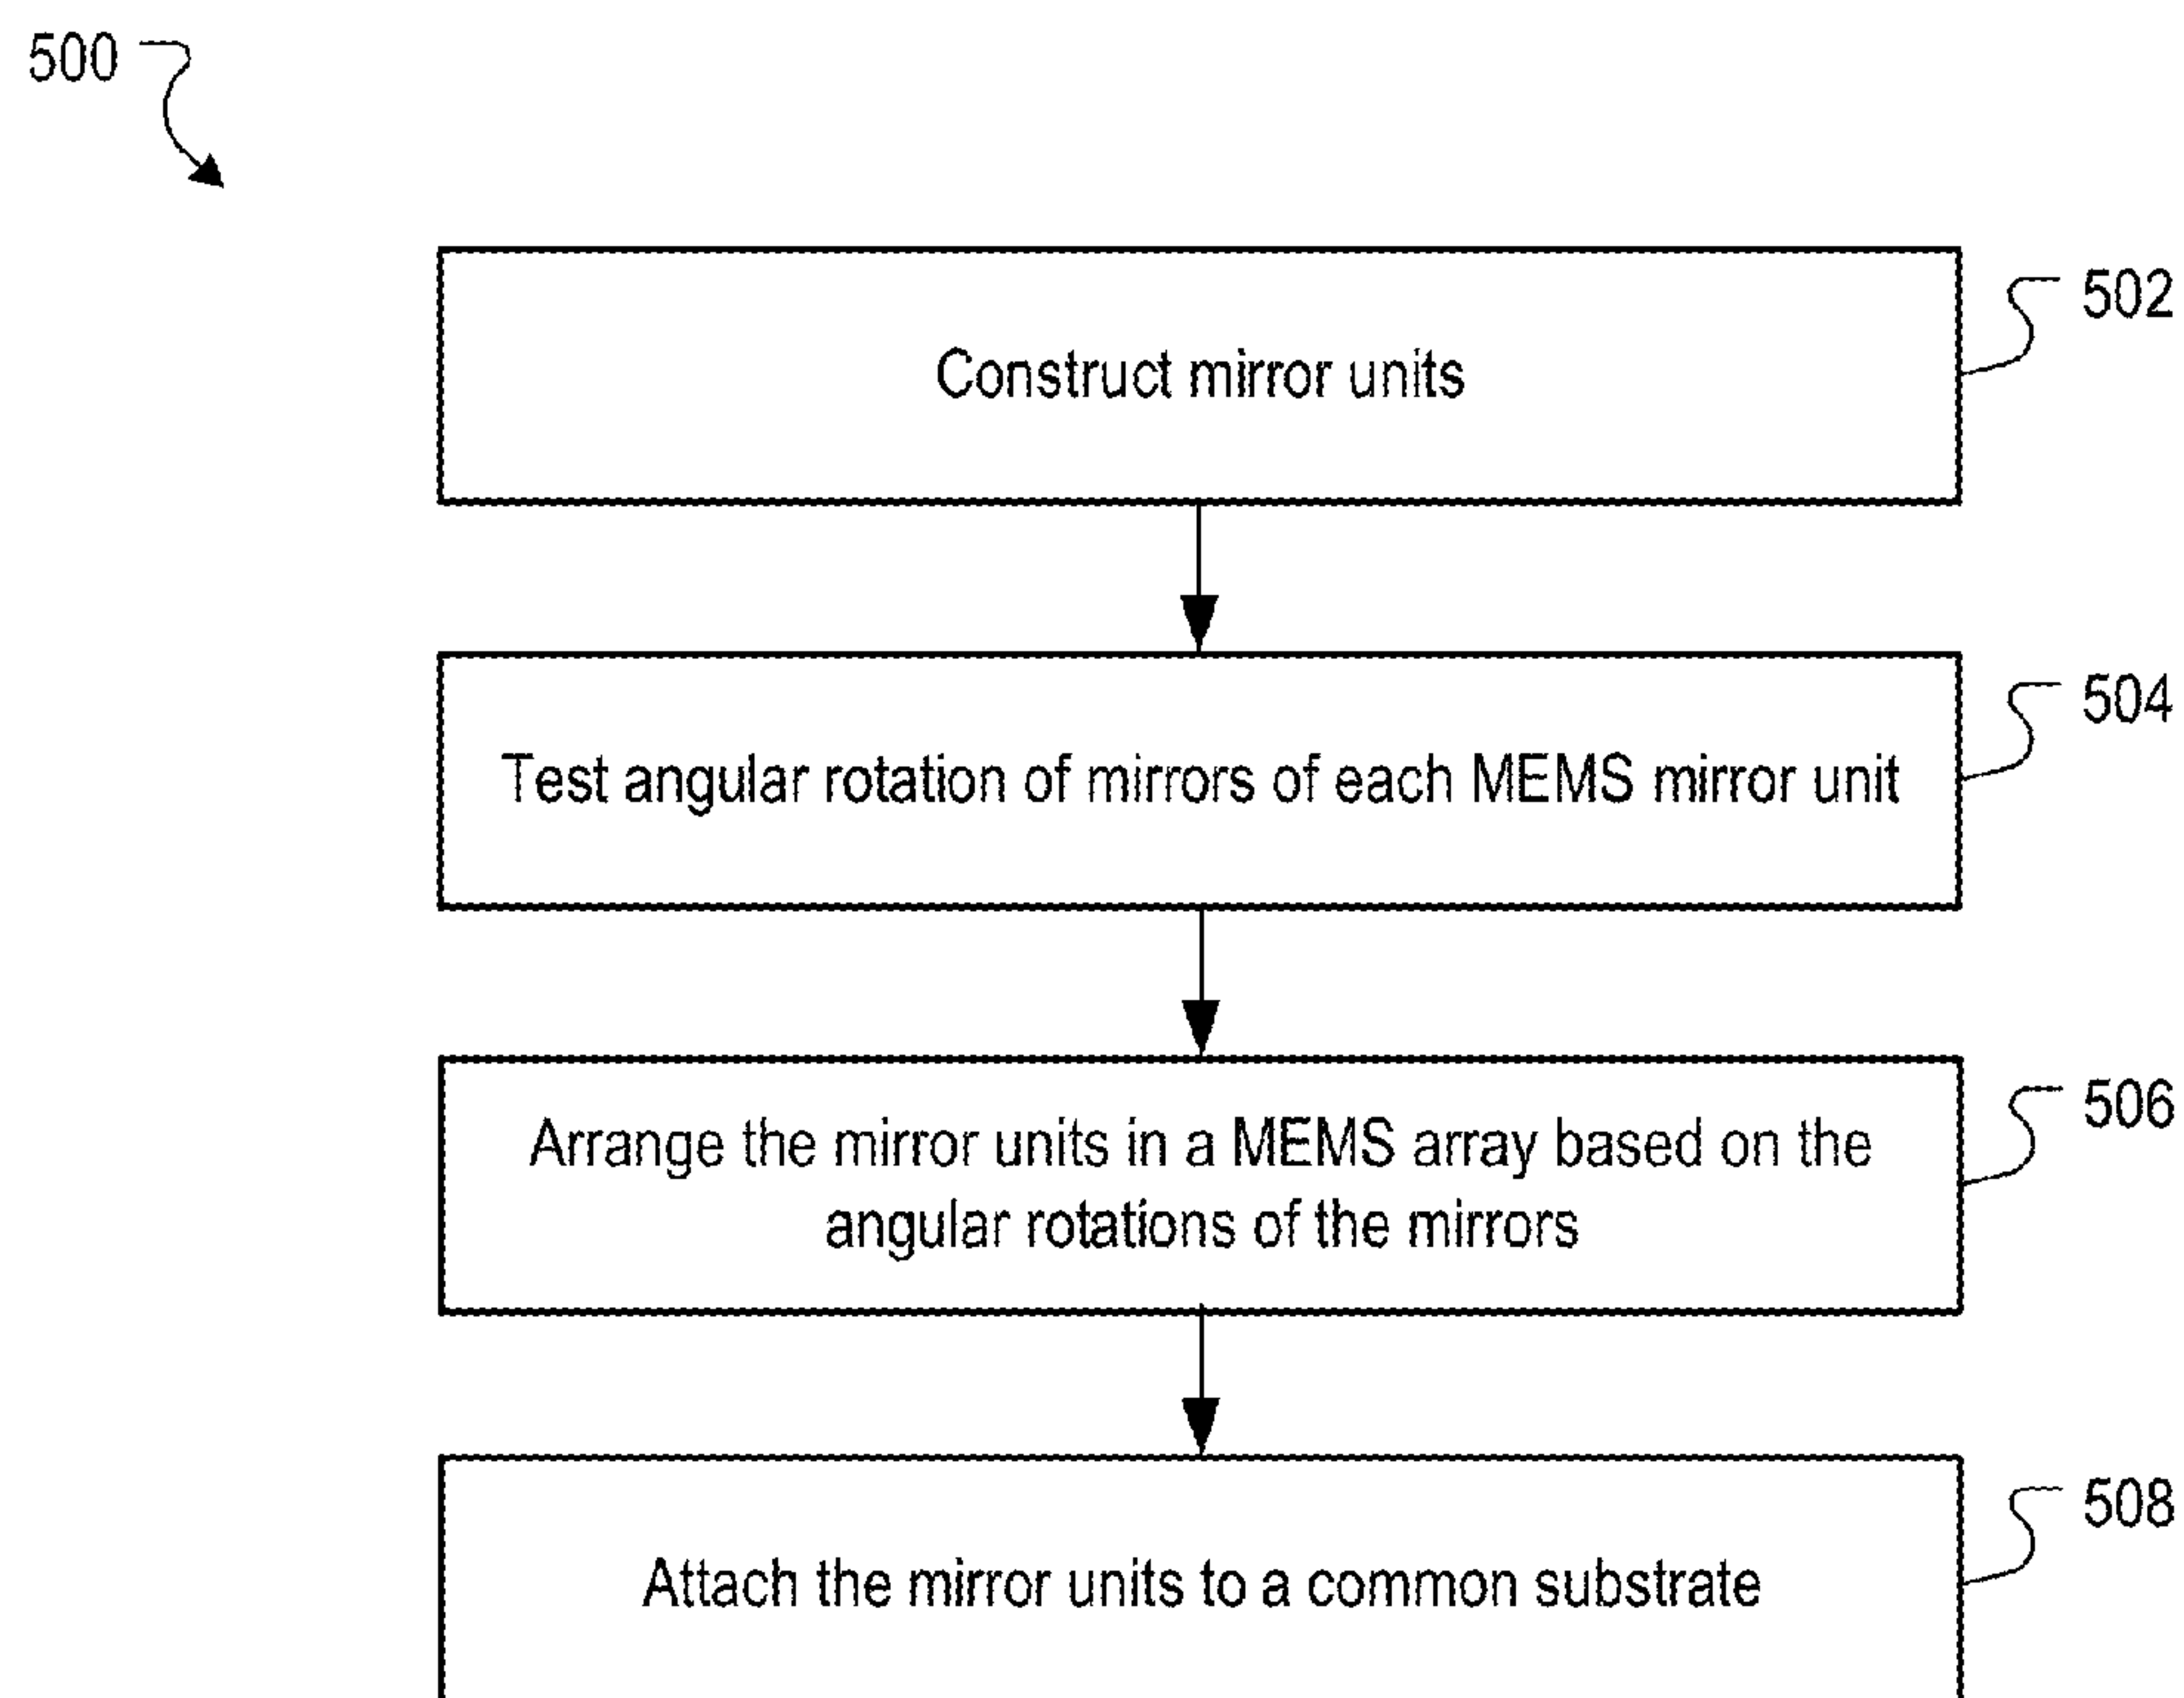 500
502
Construct mirror units
504
Test angular rotation of mirrors of each MEMS mirror unit
506
Arrange the mirror units in a MEMS array based on the
angular rotations of the mirrors
508
Attach the mirror units to a common substrate